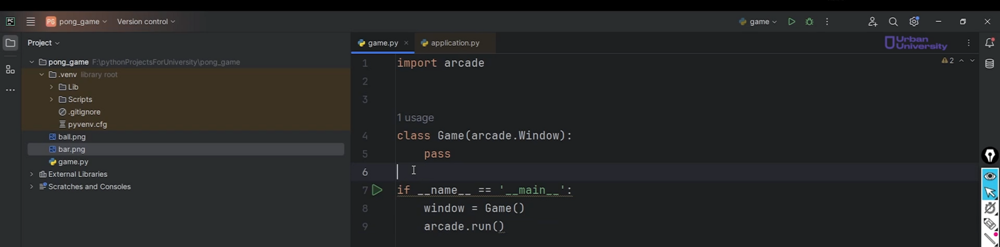 PC PG pong_game Version control game
Project
game.py application.py
Urban
University
pong_game F:\pythonProjectsForUniversity\pong_game
.venv library root
Lib
Scripts
.gitignore
pyvenv.cfg
ball.png
bar.png
game.py
External Libraries
Scratches and Consoles
2
1 import arcade
2
3
1 usage
4 class Game(arcade.Window):
5 pass
6
7 if __name__ == '__main__':
8 window = Game()
9 arcade.run()